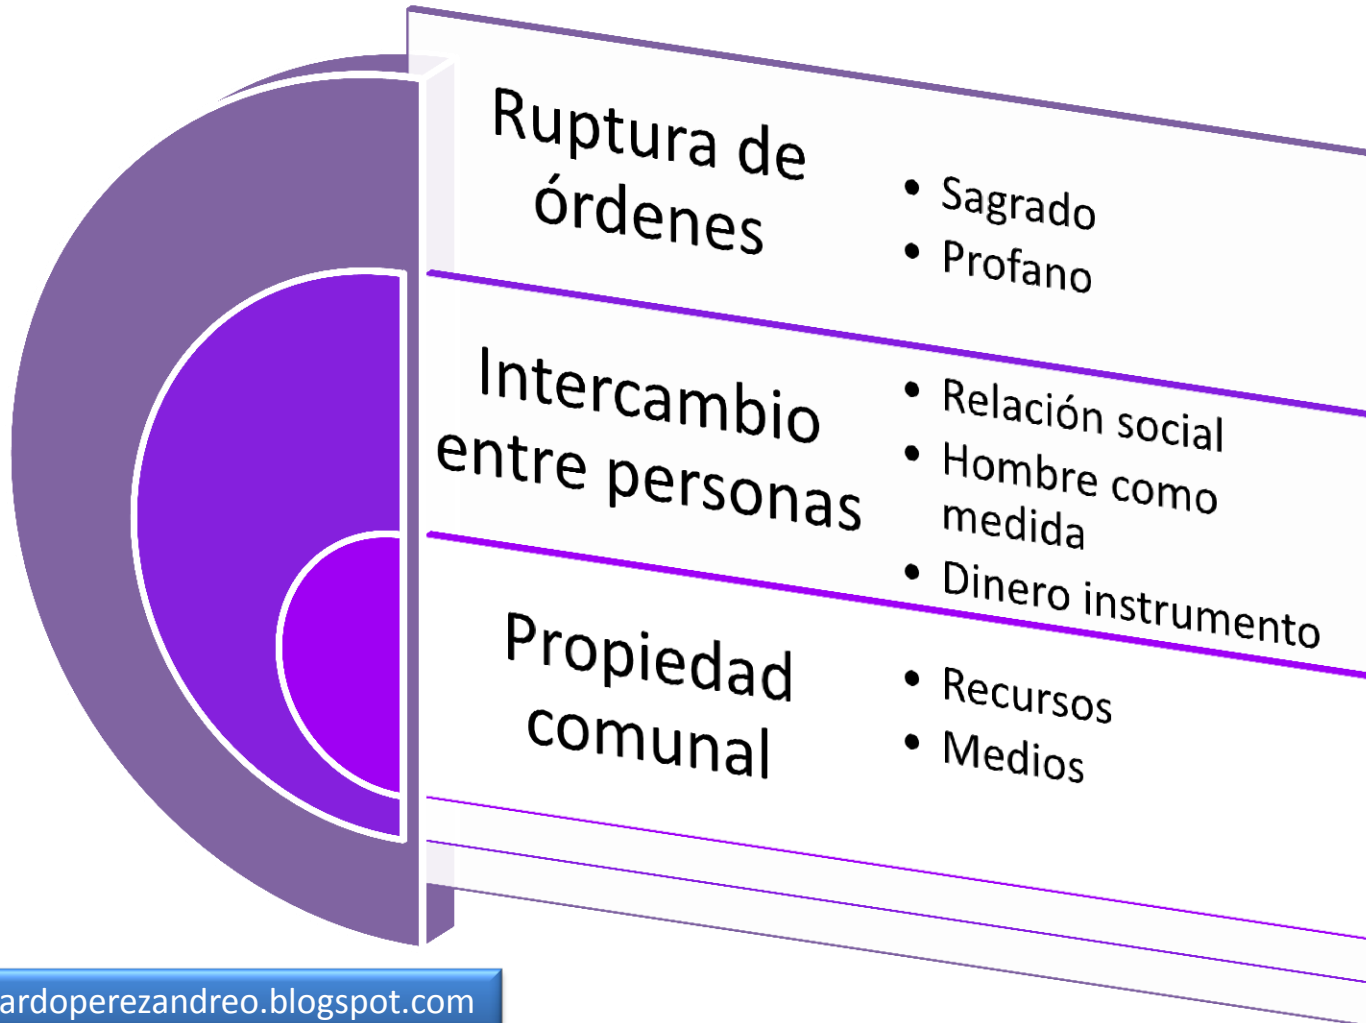 Ruptura de
órdenes
• Sagrado
• Profano
Intercambio
entre personas
• Relación social
• Hombre como
medida
• Dinero instrumento
Propiedad
comunal
• Recursos
• Medios
ardoperezandreo.blogspot.com